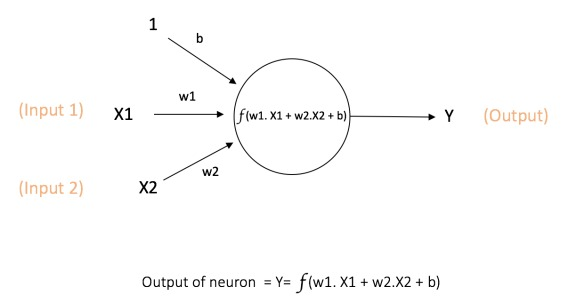 1
b
w1
(Input 1)
X1
f(w1. X1 + w2.X2 + b)
Y
(Output)
w2
(Input 2)
X2
Output of neuron = Y= f(w1. X1 + w2.X2 + b)